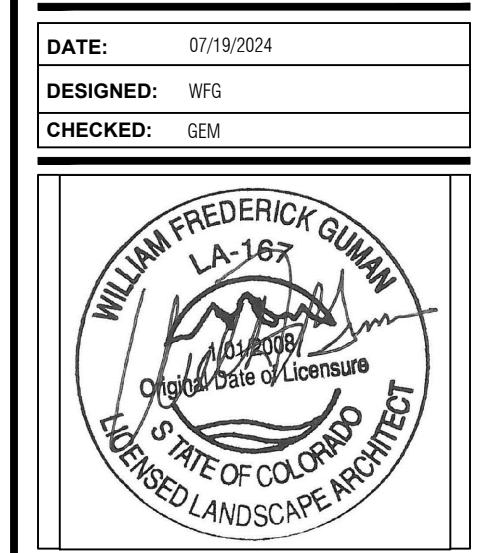 DATE: 07/19/2024
DESIGNED: WFG
CHECKED: GEM
WILLIAM FREDERICK GUMAN
LA-167
1/01/2008
Original Date of Licensure
STATE OF COLORADO
LICENSED LANDSCAPE ARCHITECT